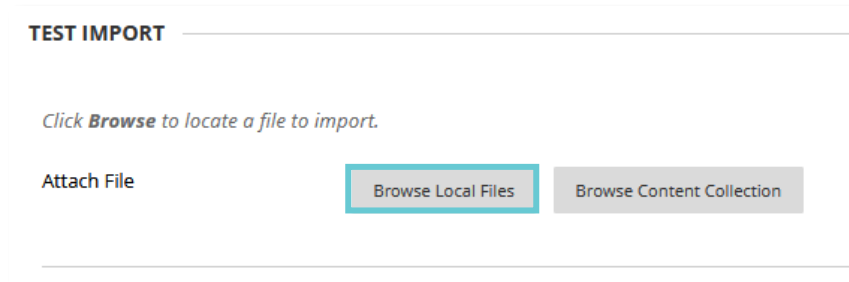 TEST IMPORT
Click Browse to locate a file to import.
Attach File
Browse Local Files
Browse Content Collection